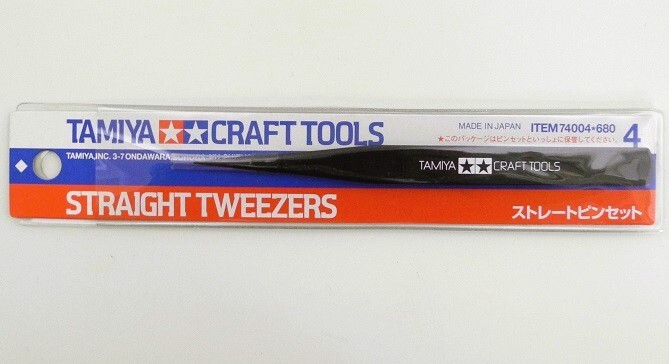 TAMIYA CRAFT TOOLS
MADE IN JAPAN ITEM 74004★680
★このパッケージはピンセットといっしょに保管してください。
4
TAMIYA, INC. 3-7 ONDAWARA
TAMIYA CRAFT TOOLS
STRAIGHT TWEEZERS
ストレートピンセット